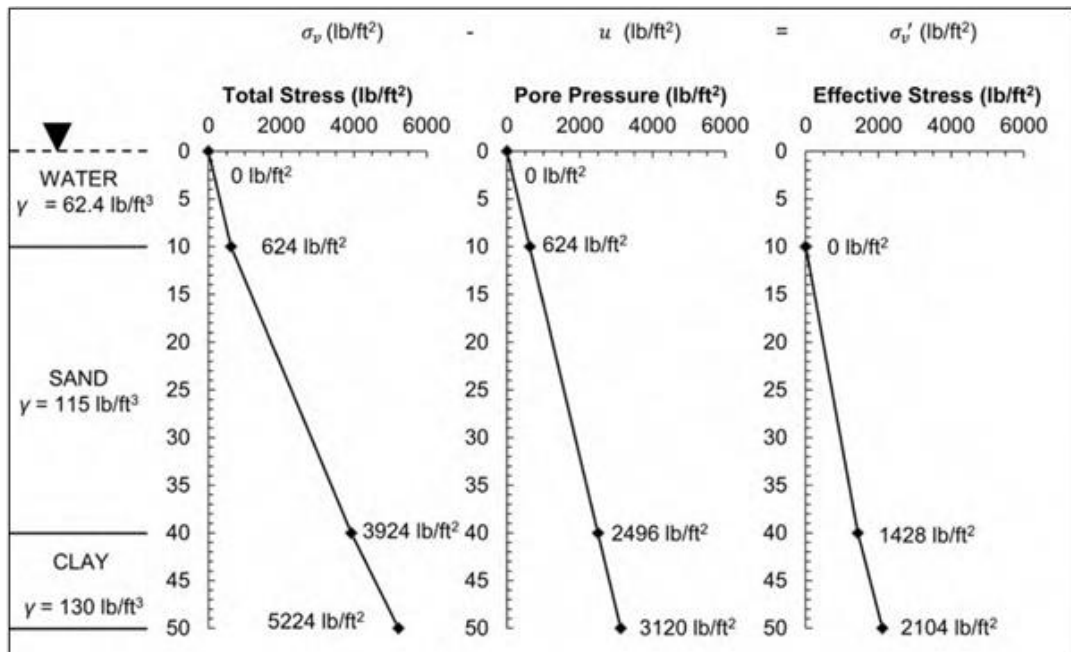 σᵥ (lb/ft²) - u (lb/ft²) = σᵥ′ (lb/ft²)
Total Stress (lb/ft²) Pore Pressure (lb/ft²) Effective Stress (lb/ft²)
0 2000 4000 6000 0 2000 4000 6000 0 2000 4000 6000
0 0 0
WATER 0 lb/ft² 0 lb/ft²
γ = 62.4 lb/ft³ 5 5 5
10 624 lb/ft² 10 624 lb/ft² 10 0 lb/ft²
15 15 15
20 20 20
SAND 25 25 25
γ = 115 lb/ft³
30 30 30
35 35 35
40 3924 lb/ft² 40 2496 lb/ft² 40 1428 lb/ft²
CLAY
45 45 45
γ = 130 lb/ft³
50 5224 lb/ft² 50 3120 lb/ft² 50 2104 lb/ft²